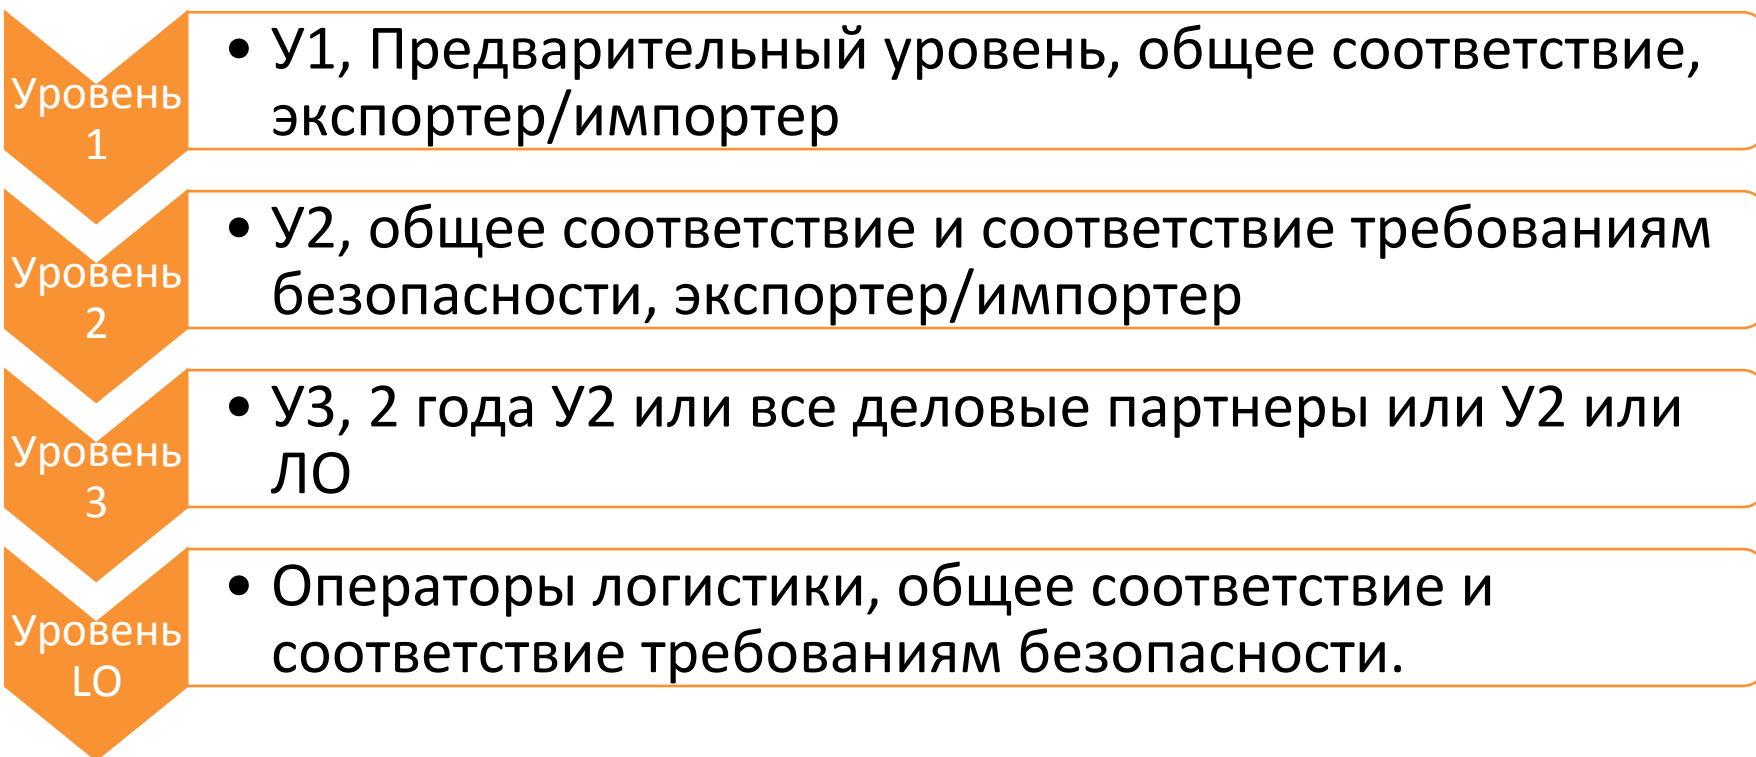 Уровень
1
• У1, Предварительный уровень, общее соответствие,
экспортер/импортер
Уровень
2
• У2, общее соответствие и соответствие требованиям
безопасности, экспортер/импортер
Уровень
3
• У3, 2 года У2 или все деловые партнеры или У2 или
ЛО
Уровень
LO
• Операторы логистики, общее соответствие и
соответствие требованиям безопасности.